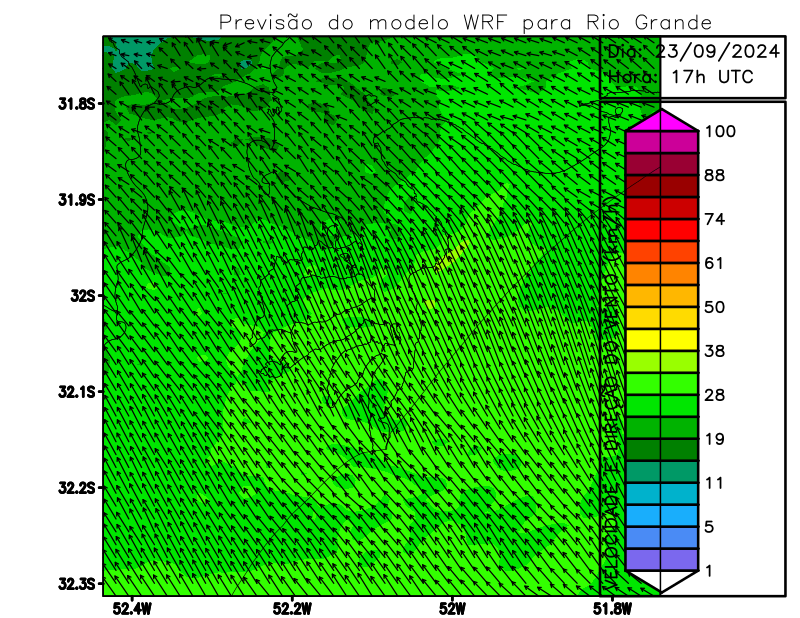 Previsão do modelo WRF para Rio Grande
Dia: 23/09/2024
Hora: 17h UTC
31.8S
31.9S
32S
32.1S
32.2S
32.3S
52.4W
52.2W
52W
51.8W
VELOCIDADE E DIREÇÃO DO VENTO (km/h)
100
88
74
61
50
38
28
19
11
5
1